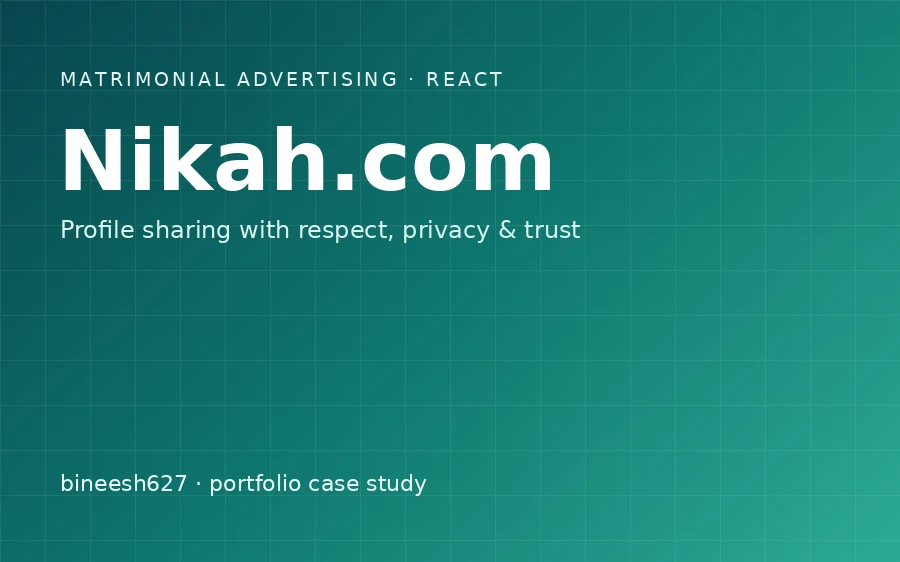 MATRIMONIAL ADVERTISING · REACT
Nikah.com
Profile sharing with respect, privacy & trust
bineesh627 · portfolio case study